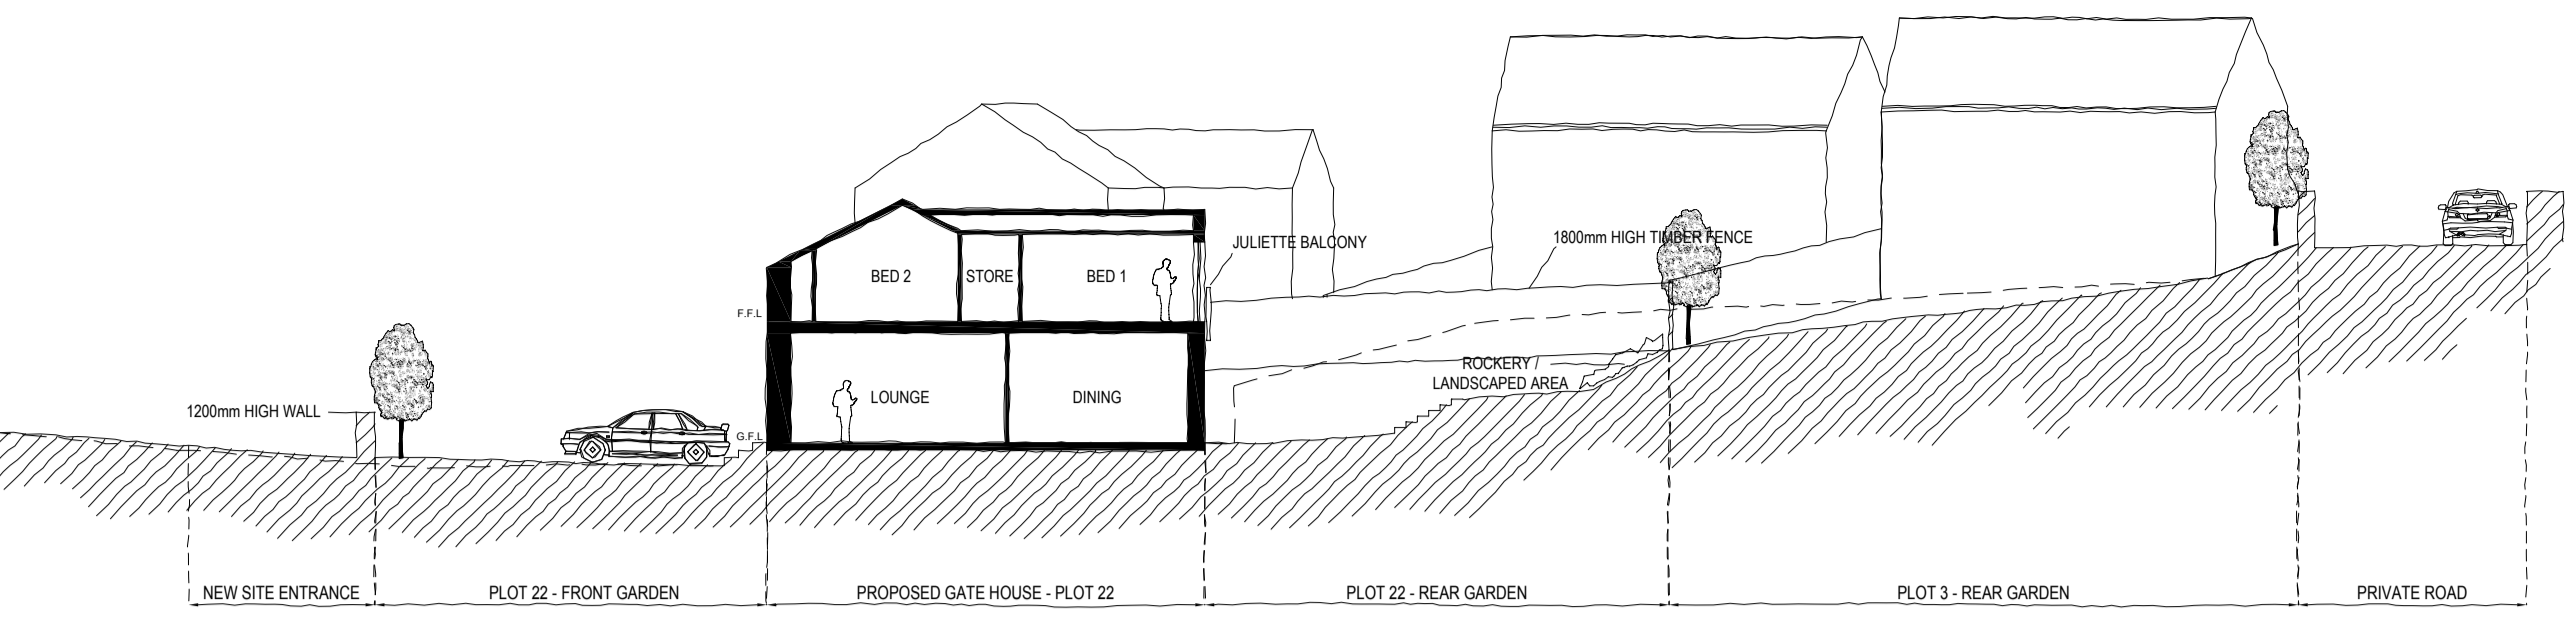 1800mm HIGH TIMBER FENCE
JULIETTE BALCONY
BED 2
STORE
BED 1
F.F.L
ROCKERY /
LANDSCAPED AREA
LOUNGE
DINING
1200mm HIGH WALL
G.F.L
NEW SITE ENTRANCE
PLOT 22 - FRONT GARDEN
PROPOSED GATE HOUSE - PLOT 22
PLOT 22 - REAR GARDEN
PLOT 3 - REAR GARDEN
PRIVATE ROAD